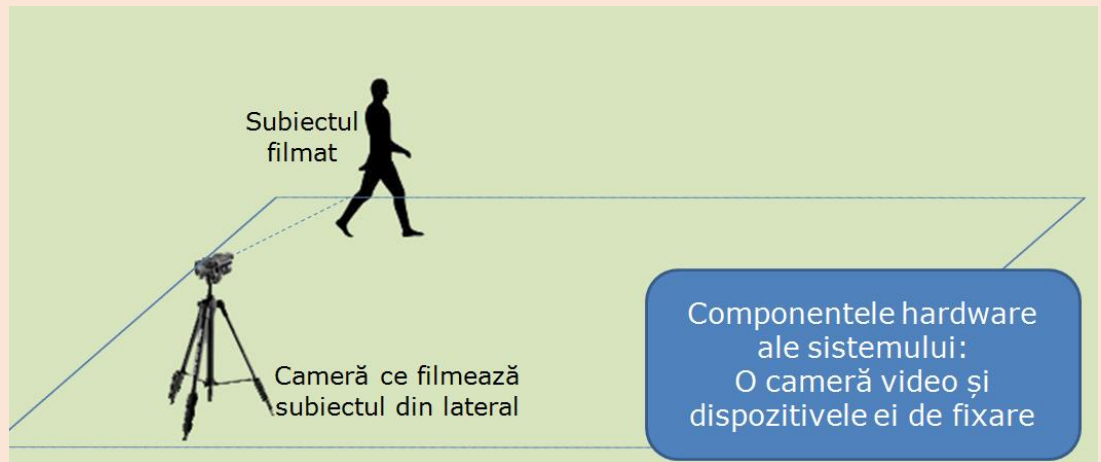 Subiectul
filmat
Cameră ce filmează
subiectul din lateral
Componentele hardware
ale sistemului:
O cameră video și
dispozitivele ei de fixare